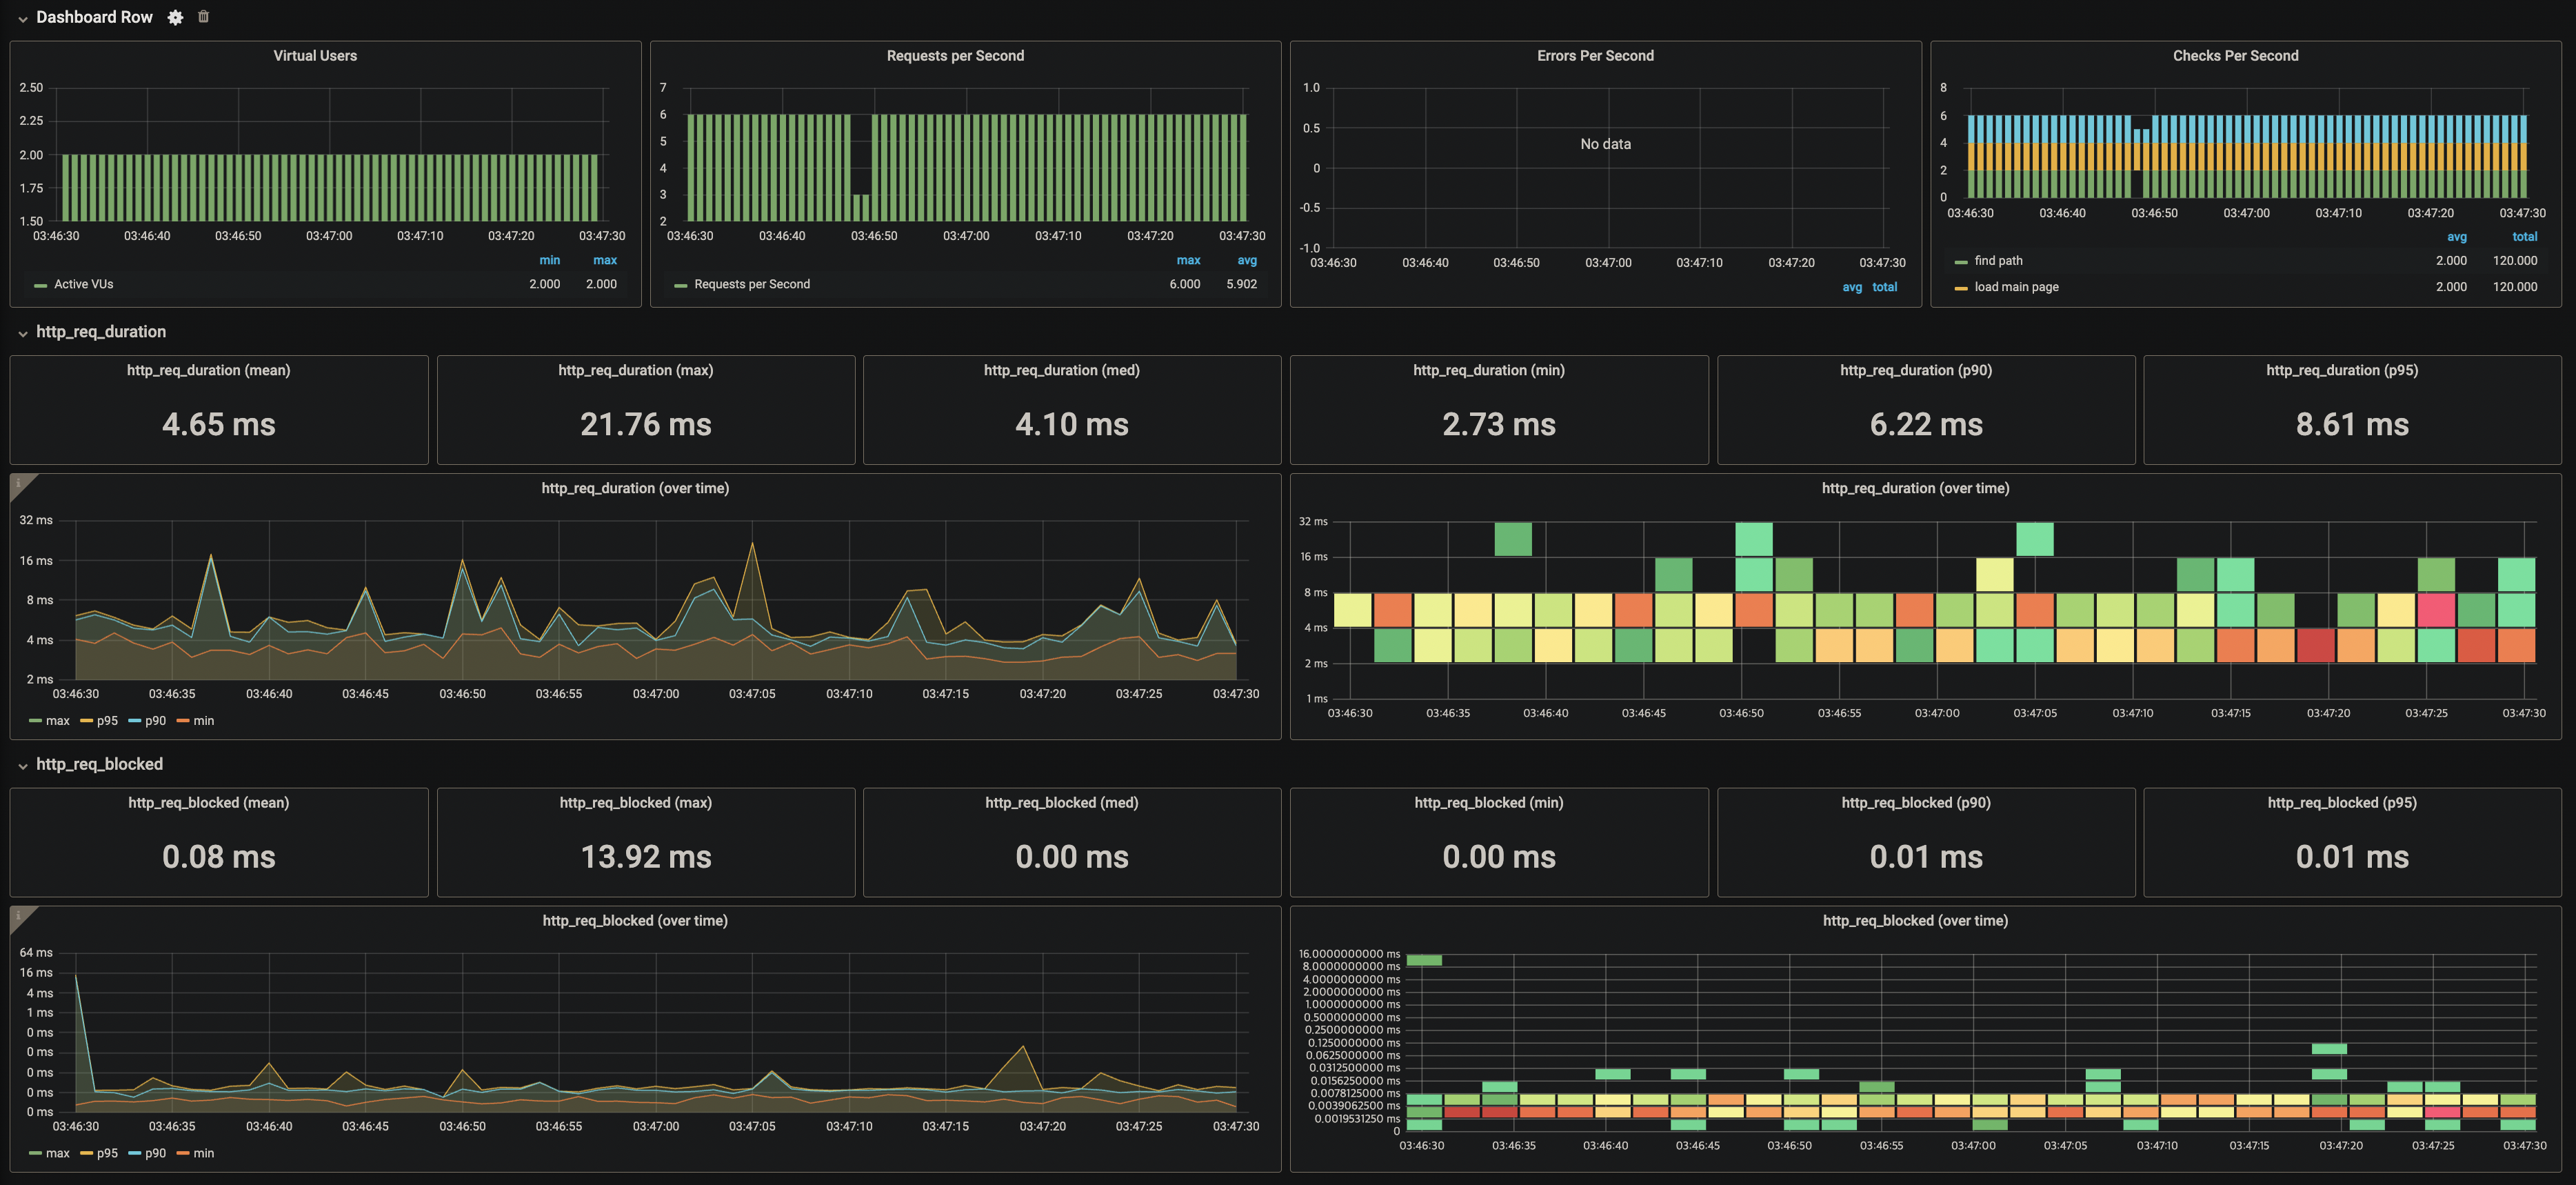 Dashboard Row
Virtual Users
2.50
2.25
2.00
1.75
1.50
03:46:30 03:46:40 03:46:50 03:47:00 03:47:10 03:47:20 03:47:30
min max
Active VUs 2.000 2.000
Requests per Second
7
6
5
4
3
2
03:46:30 03:46:40 03:46:50 03:47:00 03:47:10 03:47:20 03:47:30
max avg
Requests per Second 6.000 5.902
Errors Per Second
1.0
0.5
No data
0
-0.5
-1.0
03:46:30 03:46:40 03:46:50 03:47:00 03:47:10 03:47:20 03:47:30
avg total
Checks Per Second
8
6
4
2
0
03:46:30 03:46:40 03:46:50 03:47:00 03:47:10 03:47:20 03:47:30
avg total
find path 2.000 120.000
load main page 2.000 120.000
http_req_duration
http_req_duration (mean)
4.65 ms
http_req_duration (max)
21.76 ms
http_req_duration (med)
4.10 ms
http_req_duration (min)
2.73 ms
http_req_duration (p90)
6.22 ms
http_req_duration (p95)
8.61 ms
i
http_req_duration (over time)
32 ms
16 ms
8 ms
4 ms
2 ms
03:46:30 03:46:35 03:46:40 03:46:45 03:46:50 03:46:55 03:47:00 03:47:05 03:47:10 03:47:15 03:47:20 03:47:25 03:47:30
max p95 p90 min
http_req_duration (over time)
32 ms
16 ms
8 ms
4 ms
2 ms
1 ms
03:46:30 03:46:35 03:46:40 03:46:45 03:46:50 03:46:55 03:47:00 03:47:05 03:47:10 03:47:15 03:47:20 03:47:25 03:47:30
http_req_blocked
http_req_blocked (mean)
0.08 ms
http_req_blocked (max)
13.92 ms
http_req_blocked (med)
0.00 ms
http_req_blocked (min)
0.00 ms
http_req_blocked (p90)
0.01 ms
http_req_blocked (p95)
0.01 ms
i
http_req_blocked (over time)
64 ms
16 ms
4 ms
1 ms
0 ms
0 ms
0 ms
0 ms
0 ms
03:46:30 03:46:35 03:46:40 03:46:45 03:46:50 03:46:55 03:47:00 03:47:05 03:47:10 03:47:15 03:47:20 03:47:25 03:47:30
max p95 p90 min
http_req_blocked (over time)
16.0000000000 ms
8.0000000000 ms
4.0000000000 ms
2.0000000000 ms
1.0000000000 ms
0.5000000000 ms
0.2500000000 ms
0.1250000000 ms
0.0625000000 ms
0.0312500000 ms
0.0156250000 ms
0.0078125000 ms
0.0039062500 ms
0.0019531250 ms
0
03:46:30 03:46:35 03:46:40 03:46:45 03:46:50 03:46:55 03:47:00 03:47:05 03:47:10 03:47:15 03:47:20 03:47:25 03:47:30